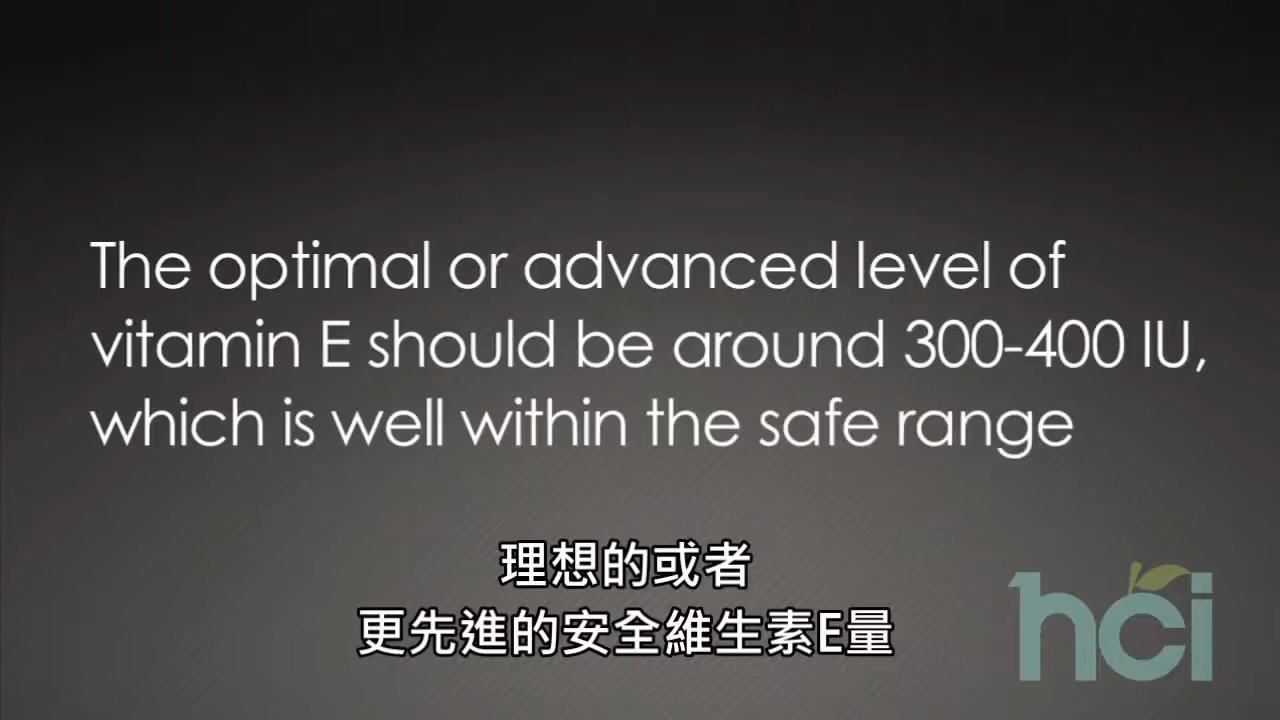 The optimal or advanced level of
vitamin E should be around 300-400 IU,
which is well within the safe range
理想的或者
更先進的安全維生素E量
hci